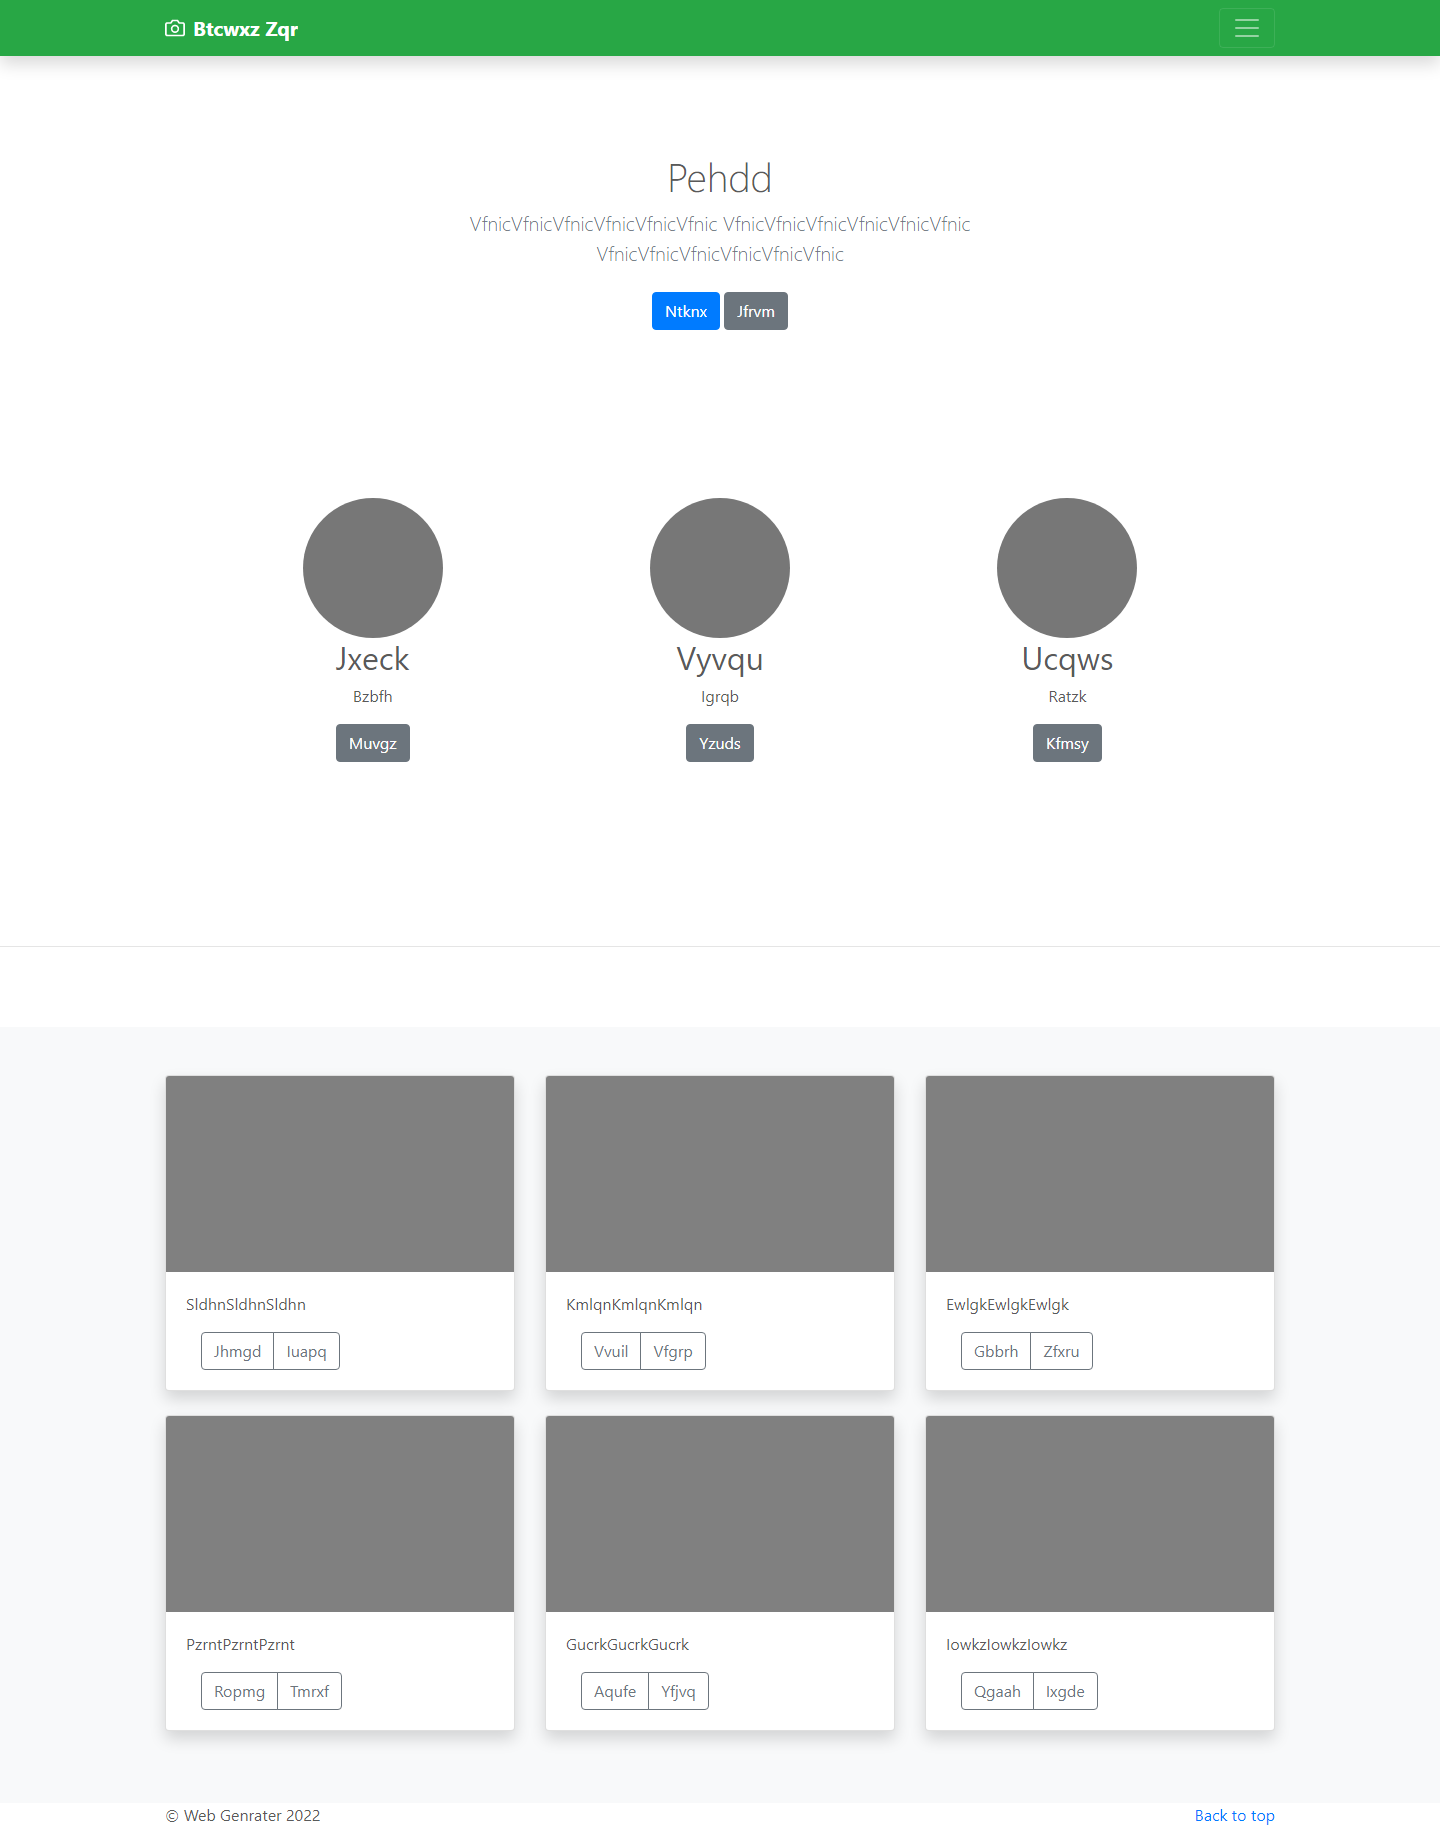 Btcwxz Zqr
Pehdd
VfnicVfnicVfnicVfnicVfnicVfnic VfnicVfnicVfnicVfnicVfnicVfnic
VfnicVfnicVfnicVfnicVfnicVfnic
Ntknx Jfrvm
Jxeck Vyvqu Ucqws
Bzbfh Igrqb Ratzk
Muvgz Yzuds Kfmsy
SldhnSldhnSldhn KmlqnKmlqnKmlqn EwlgkEwlgkEwlgk
Jhmgd Iuapq Vvuil Vfgrp Gbbrh Zfxru
PzrntPzrntPzrnt GucrkGucrkGucrk IowkzIowkzIowkz
Ropmg Tmrxf Aqufe Yfjvq Qgaah Ixgde
© Web Genrater 2022 Back to top